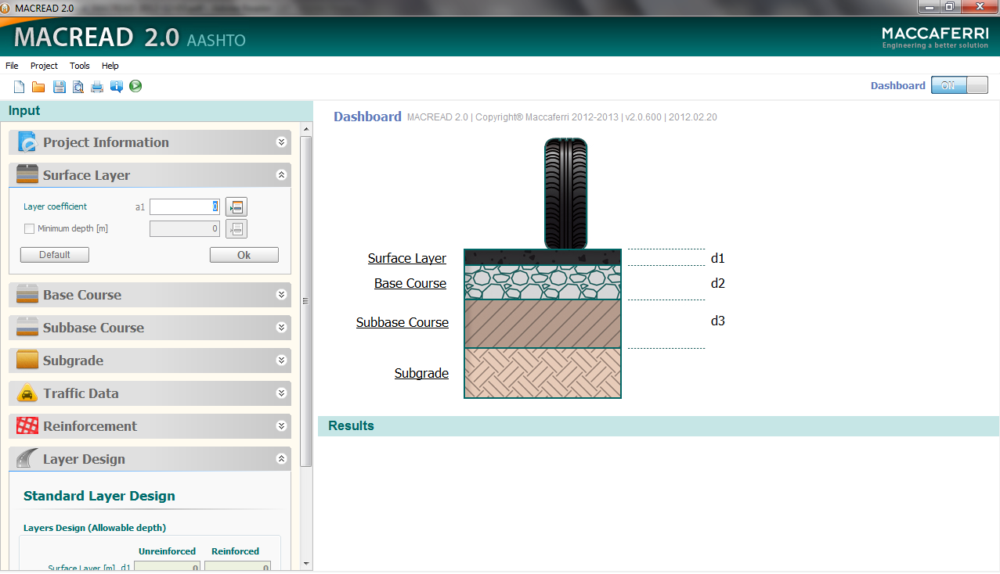 MACREAD 2.0
MACREAD 2.0 AASHTO
MACCAFERRI
Engineering a better solution
File Project Tools Help
Dashboard ON
Input
Project Information
Surface Layer
Layer coefficient a1 0
Minimum depth [m] 0
Default Ok
Base Course
Subbase Course
Subgrade
Traffic Data
Reinforcement
Layer Design
Standard Layer Design
Layers Design (Allowable depth)
Unreinforced Reinforced
Surface Layer [m] d1 0 0
Dashboard MACREAD 2.0 | Copyright® Maccaferri 2012-2013 | v2.0.600 | 2012.02.20
Surface Layer d1
Base Course d2
Subbase Course d3
Subgrade
Results